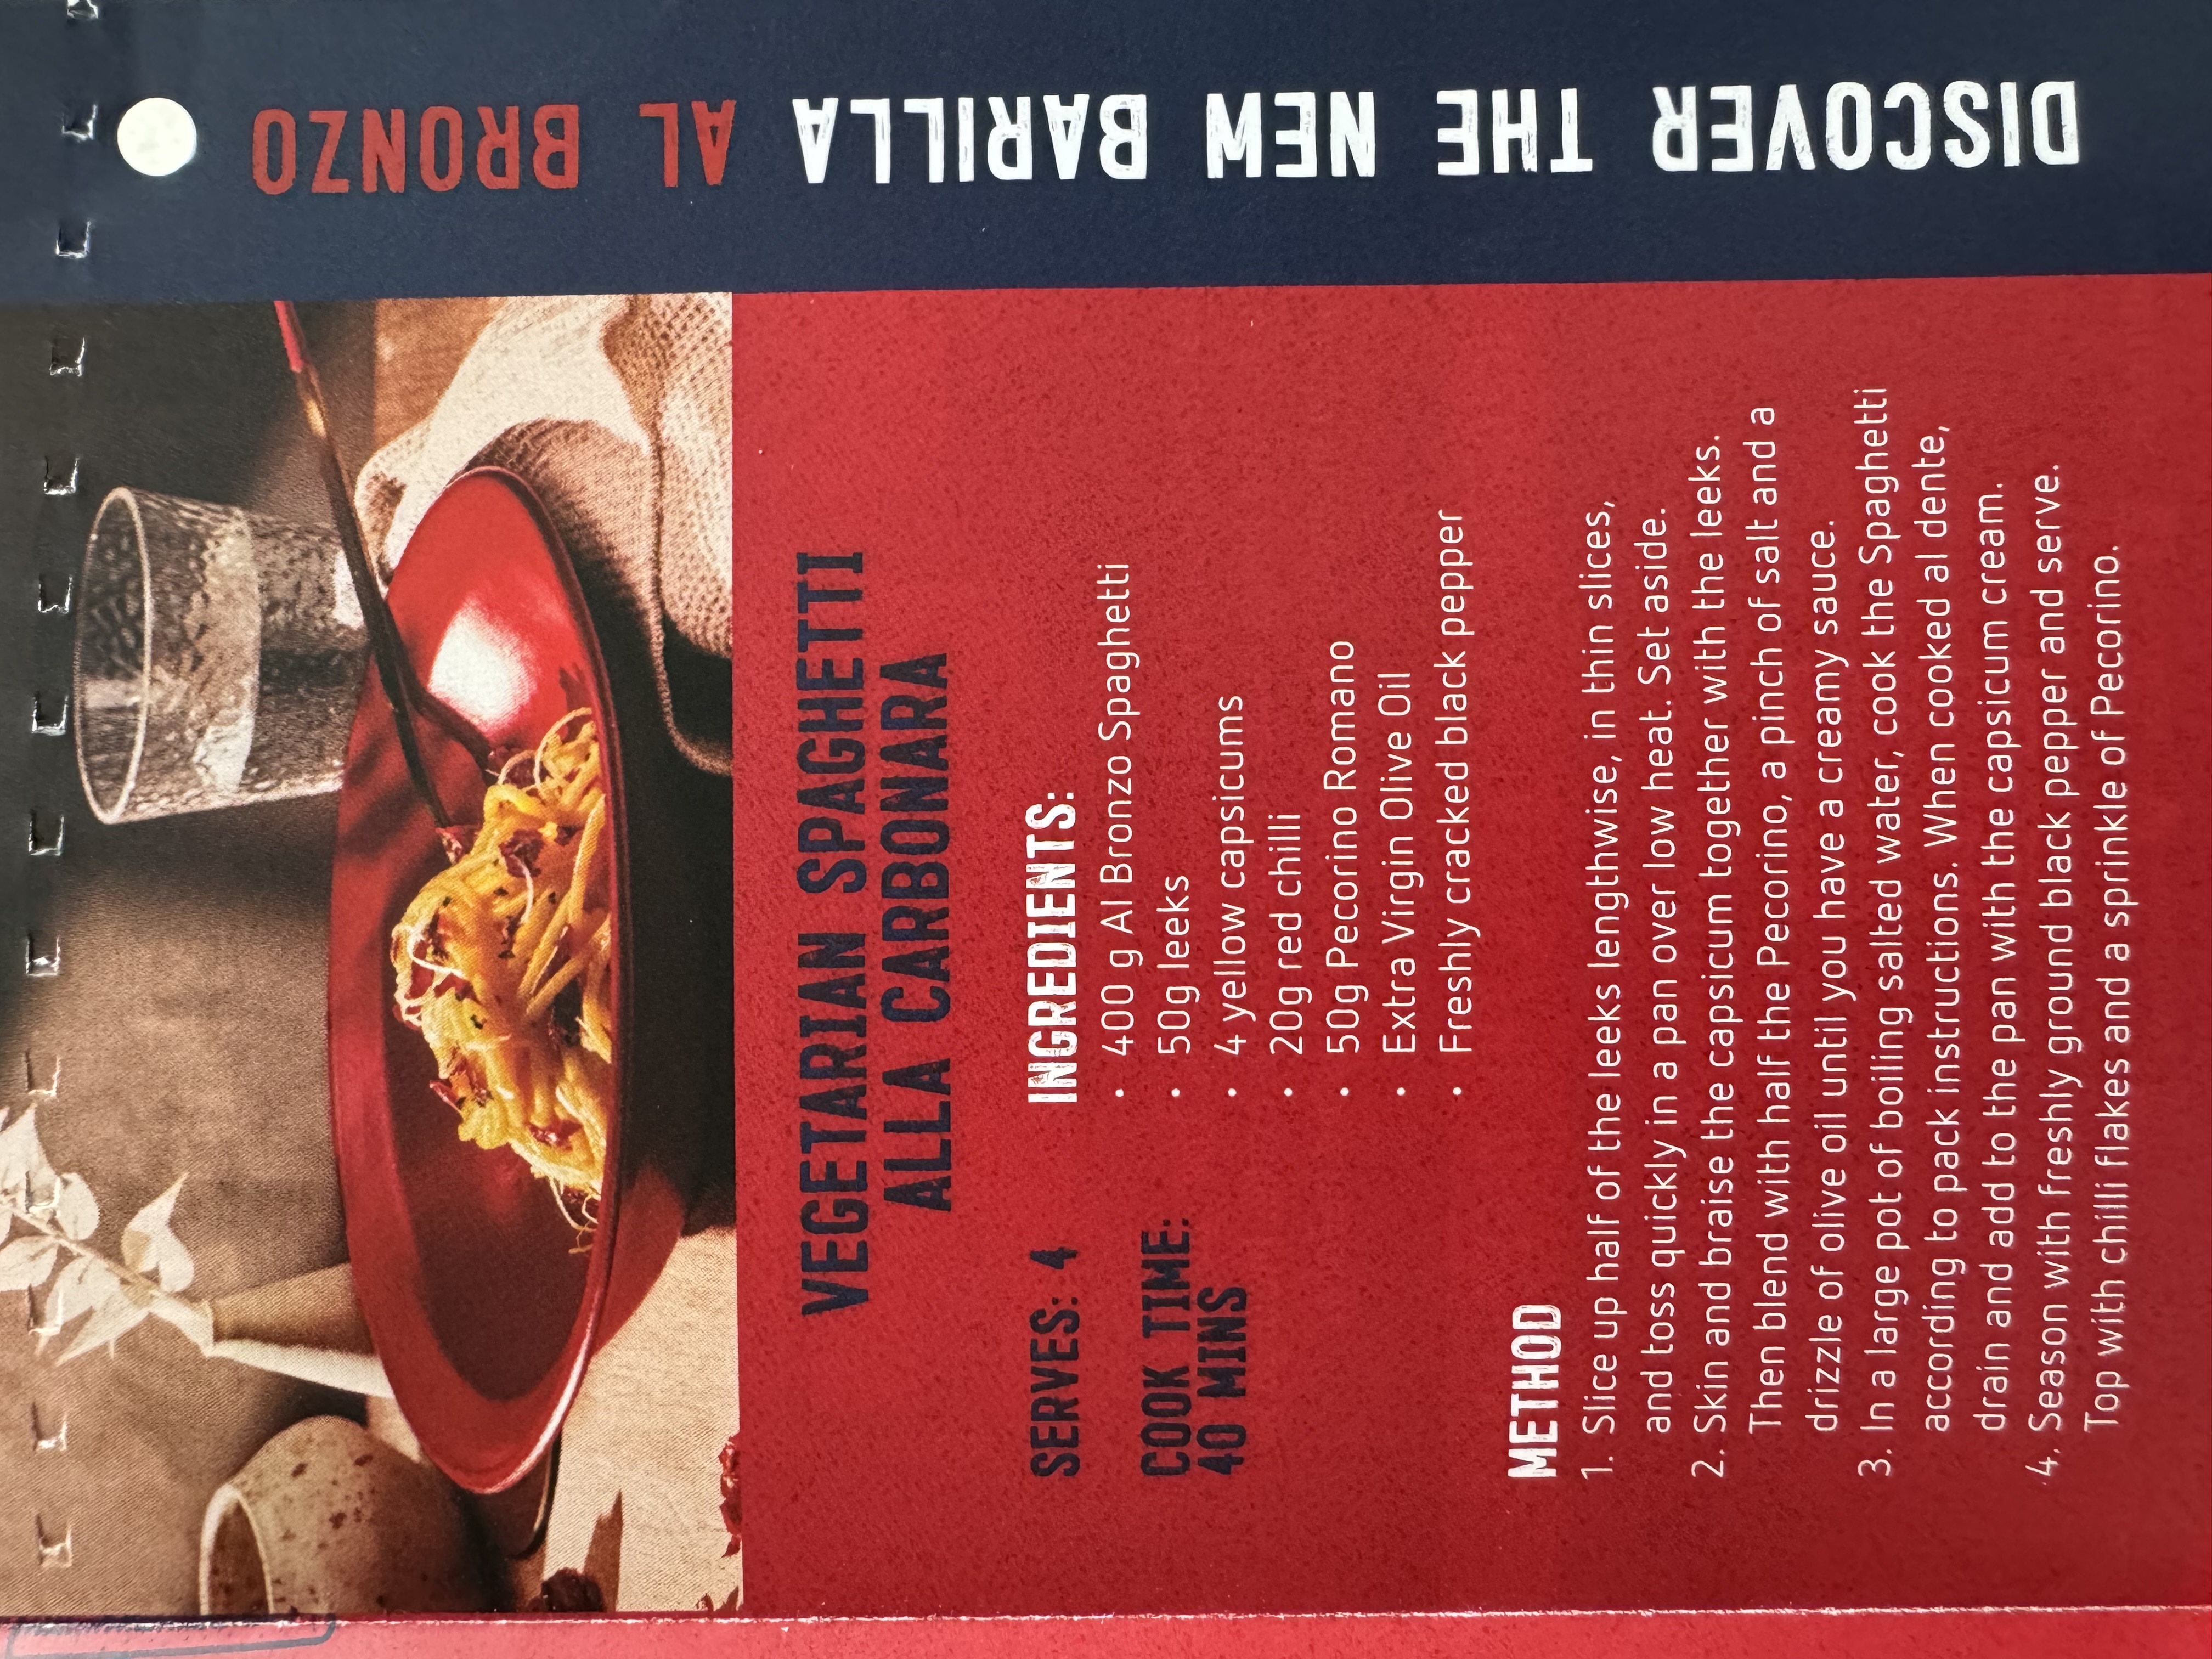 VEGETARIAN SPAGHETTI
ALLA CARBONARA
SERVES: 4
COOK TIME:
40 MINS
INGREDIENTS:
• 400 g Al Bronzo Spaghetti
• 50g leeks
• 4 yellow capsicums
• 20g red chilli
• 50g Pecorino Romano
• Extra Virgin Olive Oil
• Freshly cracked black pepper
METHOD
1. Slice up half of the leeks lengthwise, in thin slices,
and toss quickly in a pan over low heat. Set aside.
2. Skin and braise the capsicum together with the leeks.
Then blend with half the Pecorino, a pinch of salt and a
drizzle of olive oil until you have a creamy sauce.
3. In a large pot of boiling salted water, cook the Spaghetti
according to pack instructions. When cooked al dente,
drain and add to the pan with the capsicum cream.
4. Season with freshly ground black pepper and serve.
Top with chilli flakes and a sprinkle of Pecorino.
DISCOVER THE NEW BARILLA AL BRONZO